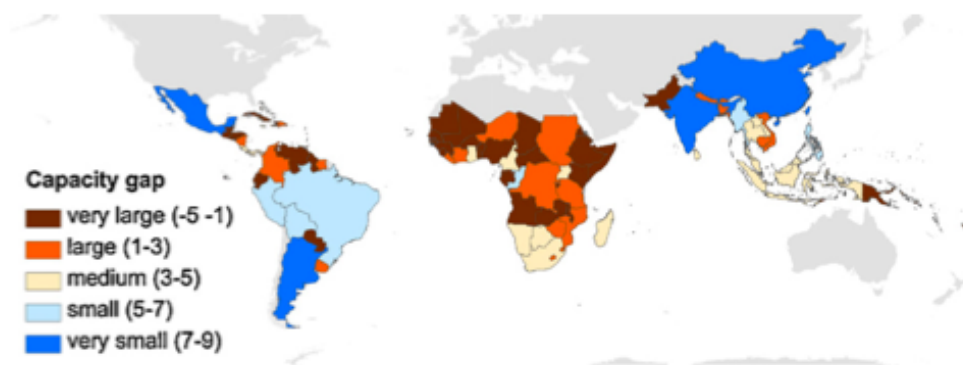 Capacity gap
very large (-5 -1)
large (1-3)
medium (3-5)
small (5-7)
very small (7-9)